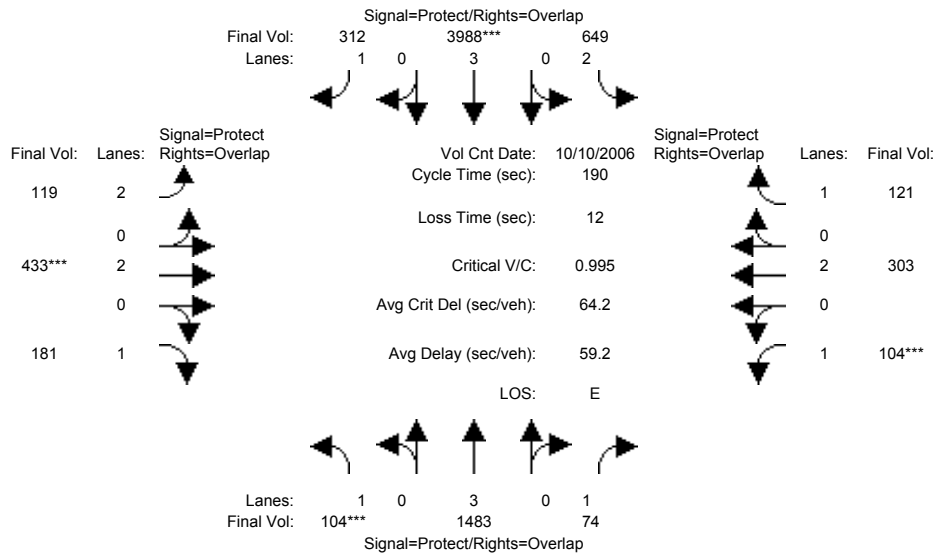 Signal=Protect/Rights=Overlap
Final Vol: 312 3988*** 649
Lanes: 1 0 3 0 2
Signal=Protect
Final Vol: Lanes: Rights=Overlap
Vol Cnt Date: 10/10/2006
Signal=Protect
Rights=Overlap Lanes: Final Vol:
Cycle Time (sec): 190
119 2
1 121
Loss Time (sec): 12
0
0
433*** 2
Critical V/C: 0.995
2 303
0
Avg Crit Del (sec/veh): 64.2
0
181 1
Avg Delay (sec/veh): 59.2
1 104***
LOS: E
Lanes: 1 0 3 0 1
Final Vol: 104*** 1483 74
Signal=Protect/Rights=Overlap